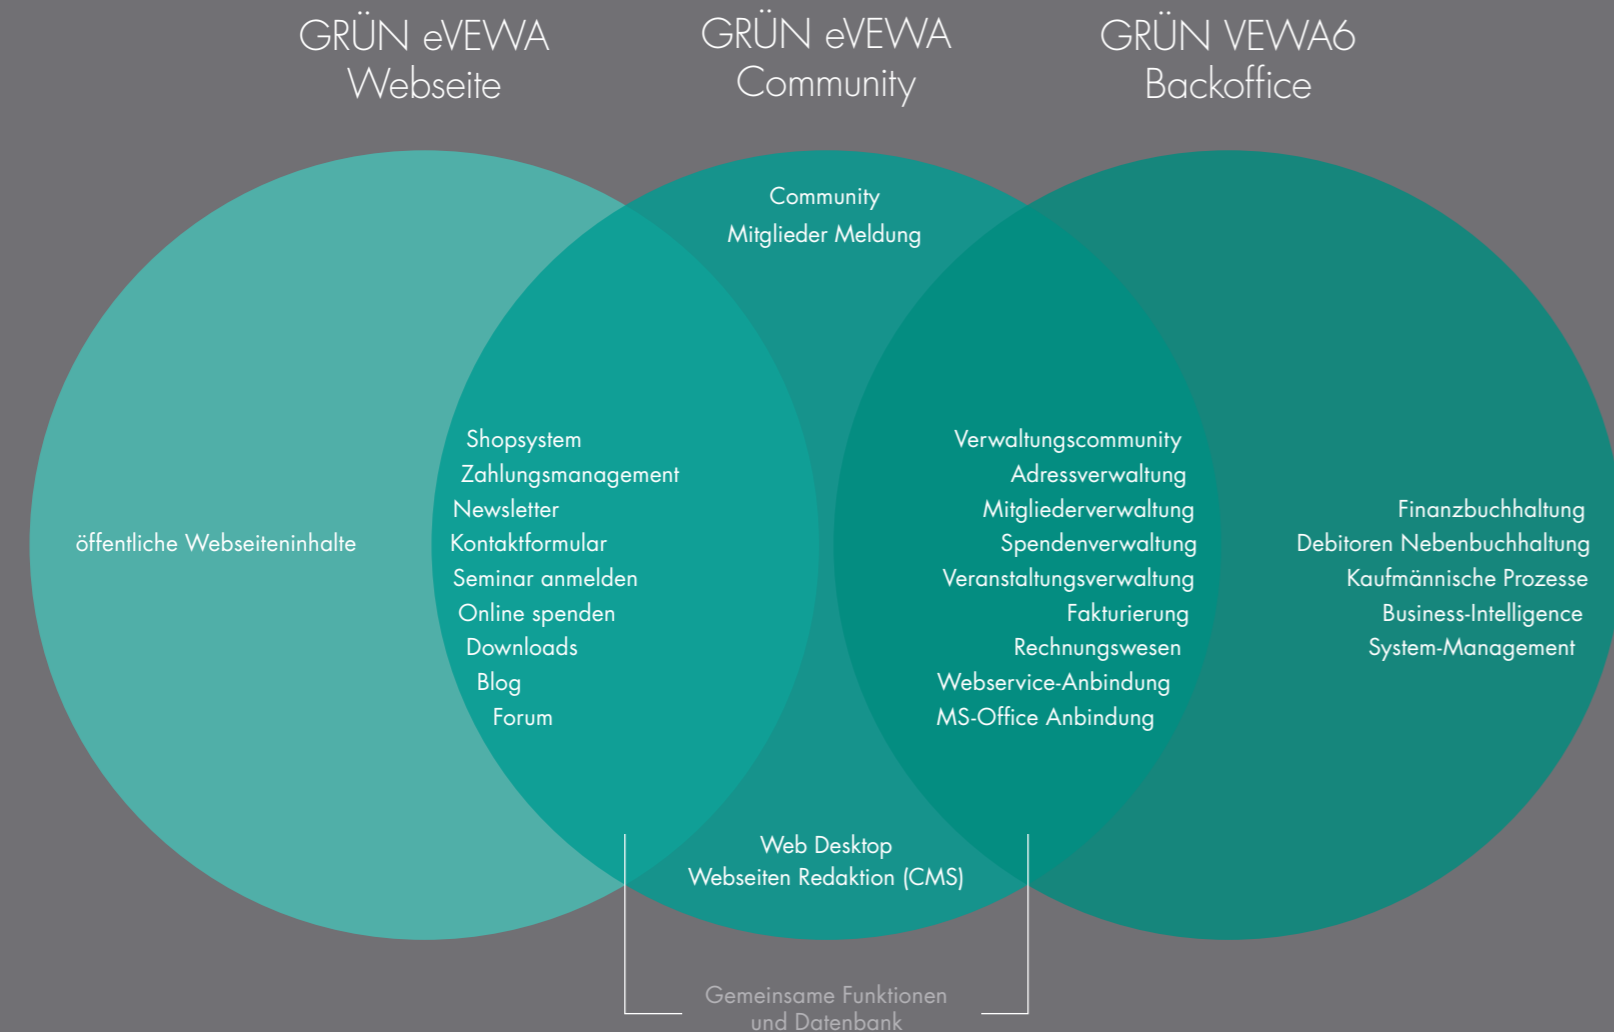 GRÜN eVEWA
Webseite
GRÜN eVEWA
Community
GRÜN VEWA6
Backoffice
Community
Mitglieder Meldung
öffentliche Webseiteninhalte
Shopsystem
Zahlungsmanagement
Newsletter
Kontaktformular
Seminar anmelden
Online spenden
Downloads
Blog
Forum
Verwaltungscommunity
Adressverwaltung
Mitgliederverwaltung
Spendenverwaltung
Veranstaltungsverwaltung
Fakturierung
Rechnungswesen
Webservice-Anbindung
MS-Office Anbindung
Finanzbuchhaltung
Debitoren Nebenbuchhaltung
Kaufmännische Prozesse
Business-Intelligence
System-Management
Web Desktop
Webseiten Redaktion (CMS)
Gemeinsame Funktionen
und Datenbank